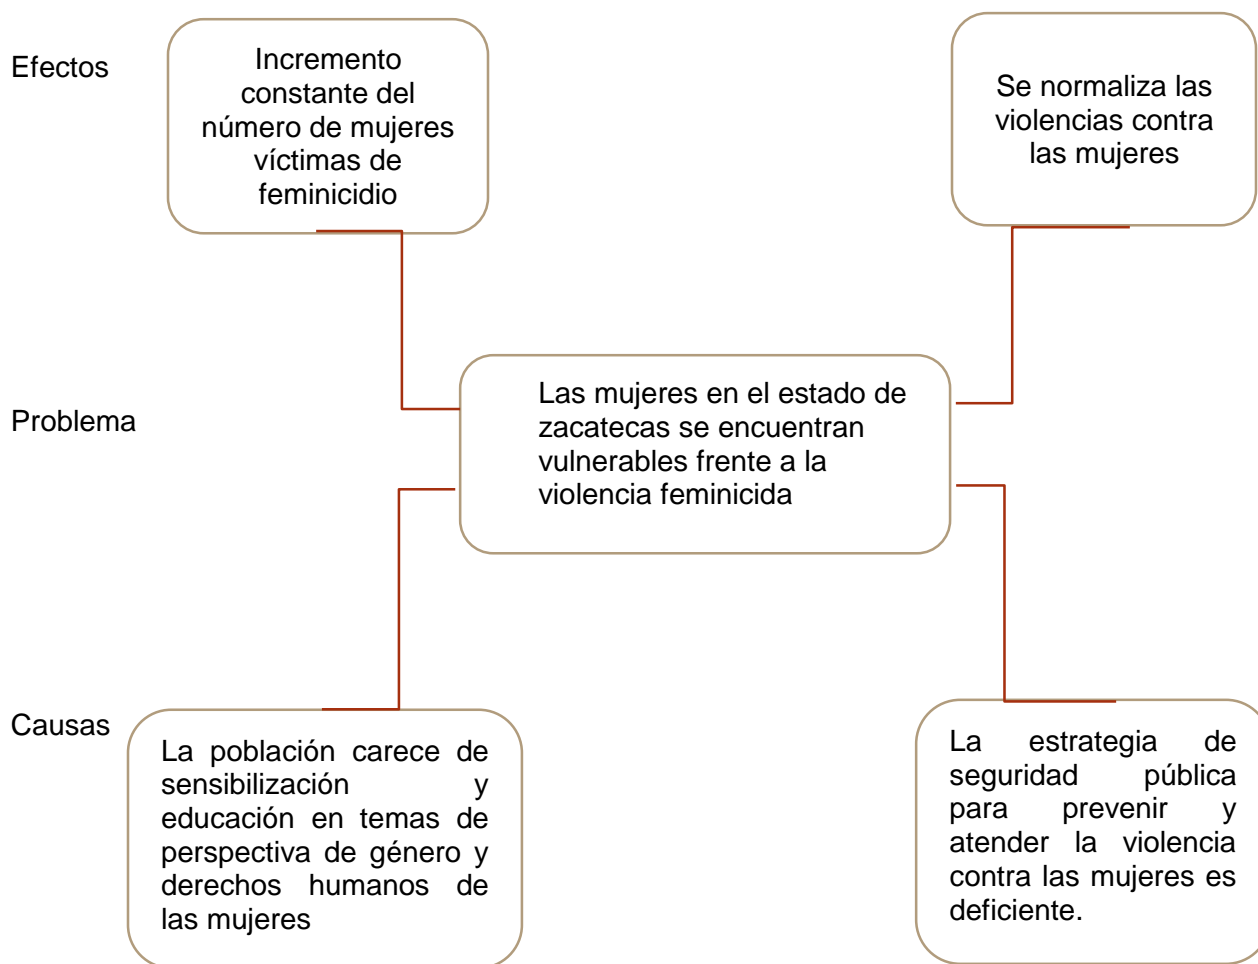 Efectos
Incremento
constante del
número de mujeres
víctimas de
feminicidio
Se normaliza las
violencias contra
las mujeres
Problema
Las mujeres en el estado de
zacatecas se encuentran
vulnerables frente a la
violencia feminicida
Causas
La población carece de
sensibilización y
educación en temas de
perspectiva de género y
derechos humanos de
las mujeres
La estrategia de
seguridad pública
para prevenir y
atender la violencia
contra las mujeres es
deficiente.